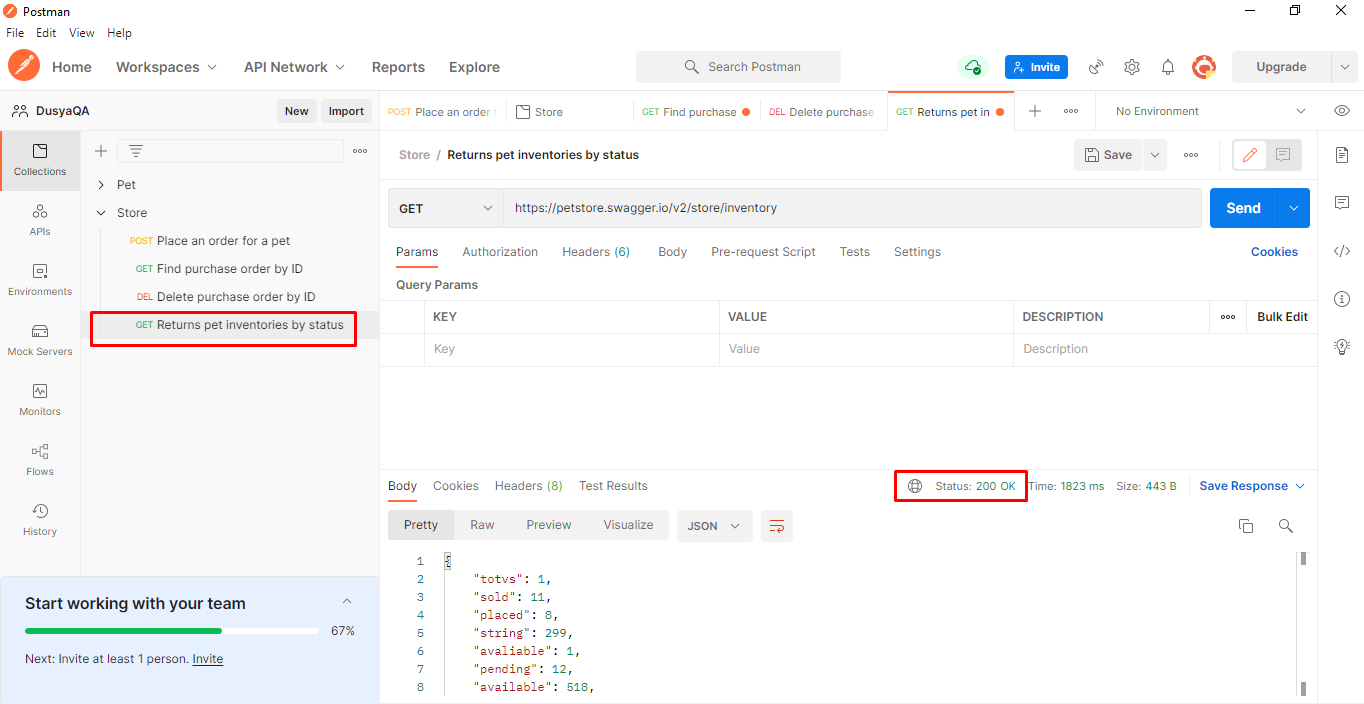 Postman
File Edit View Help
Home Workspaces API Network Reports Explore Search Postman Invite Upgrade
DusyaQA New Import
POST Place an order GET Find purchase DEL Delete purchase GET Returns pet in No Environment
Store
Collections
APIs
Environments
Mock Servers
Monitors
Flows
History
Pet
Store
POST Place an order for a pet
GET Find purchase order by ID
DEL Delete purchase order by ID
GET Returns pet inventories by status
Start working with your team
67%
Next: Invite at least 1 person. Invite
Store / Returns pet inventories by status Save
GET https://petstore.swagger.io/v2/store/inventory Send
Params Authorization Headers (6) Body Pre-request Script Tests Settings Cookies
Query Params
KEY VALUE DESCRIPTION Bulk Edit
Key Value Description
Body Cookies Headers (8) Test Results Status: 200 OK Time: 1823 ms Size: 443 B Save Response
Pretty Raw Preview Visualize JSON
1 {
2 "totvs": 1,
3 "sold": 11,
4 "placed": 8,
5 "string": 299,
6 "avaliable": 1,
7 "pending": 12,
8 "available": 518,